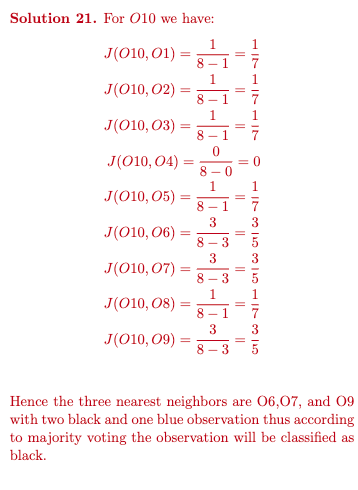 Solution 21. For O10 we have:
J(O10, O1) = 1/(8 − 1) = 1/7
J(O10, O2) = 1/(8 − 1) = 1/7
J(O10, O3) = 1/(8 − 1) = 1/7
J(O10, O4) = 0/(8 − 0) = 0
J(O10, O5) = 1/(8 − 1) = 1/7
J(O10, O6) = 3/(8 − 3) = 3/5
J(O10, O7) = 3/(8 − 3) = 3/5
J(O10, O8) = 1/(8 − 1) = 1/7
J(O10, O9) = 3/(8 − 3) = 3/5
Hence the three nearest neighbors are O6,O7, and O9
with two black and one blue observation thus according
to majority voting the observation will be classified as
black.